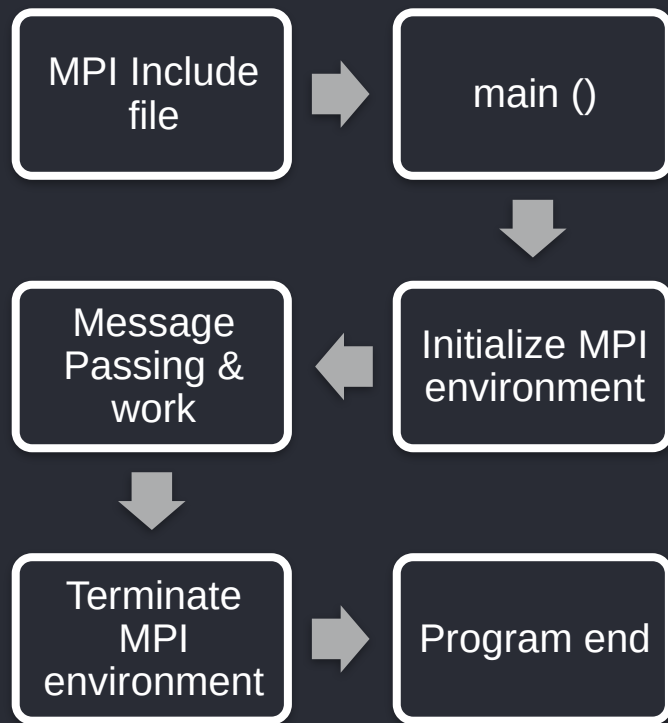 MPI Include
file
main ()
Initialize MPI
environment
Message
Passing &
work
Terminate
MPI
environment
Program end